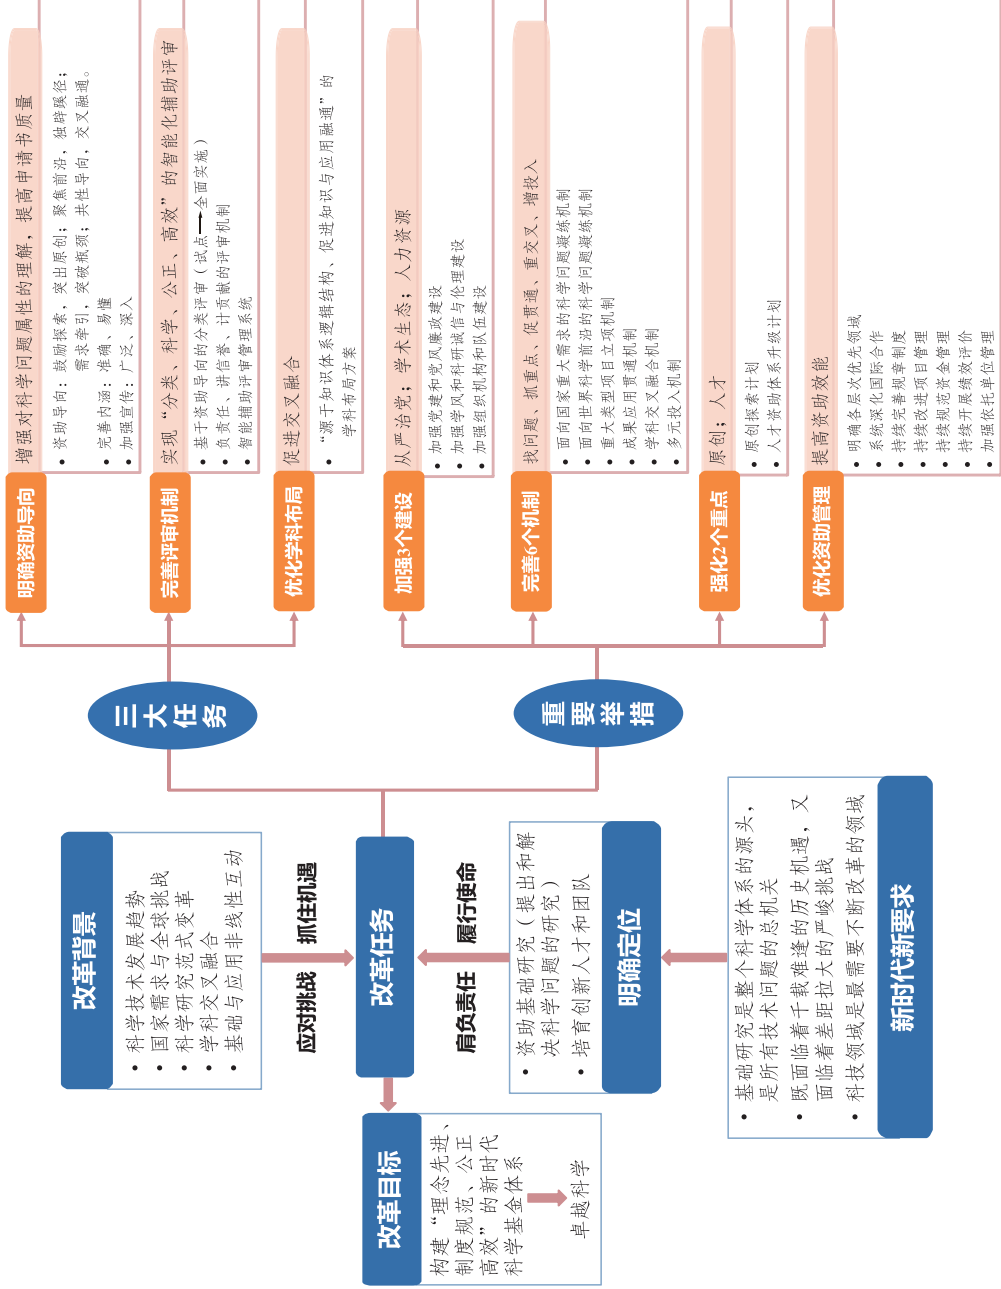 改革背景
• 科学技术发展趋势
• 国家需求与全球挑战
• 科学研究范式变革
• 学科交叉融合
• 基础与应用非线性互动
应对挑战 抓住机遇
改革目标
构建“理念先进、
制度规范、公正
高效”的新时代
科学基金体系
卓越科学
改革任务
肩负责任 履行使命
• 资助基础研究（提出和解
决科学问题的研究）
• 培育创新人才和团队
明确定位
• 基础研究是整个科学体系的源头，
是所有技术问题的总机关
• 既面临着千载难逢的历史机遇，又
面临着差距拉大的严峻挑战
• 科技领域是最需要不断改革的领域
新时代新要求
三大任务
明确资助导向
增强对科学问题属性的理解，提高申请书质量
• 资助导向：鼓励探索，突出原创；聚焦前沿，独辟蹊径；
需求牵引，突破瓶颈；共性导向，交叉融通。
• 完善内涵：准确、易懂
• 加强宣传：广泛、深入
完善评审机制
实现“分类、科学、公正、高效”的智能化辅助评审
• 基于资助导向的分类评审（试点→全面实施）
• 负责任、讲信誉、计贡献的评审机制
• 智能辅助评审管理系统
优化学科布局
促进交叉融合
• “源于知识体系逻辑结构、促进知识与应用融通”的
学科布局方案
重要举措
加强3个建设
从严治党；学术生态；人力资源
• 加强党建和党风廉政建设
• 加强学风和科研诚信与伦理建设
• 加强组织机构和队伍建设
完善6个机制
找问题、抓重点、促贯通、重交叉、增投入
• 面向国家重大需求的科学问题凝练机制
• 面向世界科学前沿的科学问题凝练机制
• 重大类型项目立项机制
• 成果应用贯通机制
• 学科交叉融合机制
• 多元投入机制
强化2个重点
原创；人才
• 原创探索计划
• 人才资助体系升级计划
优化资助管理
提高资助效能
• 明确各层次优先领域
• 系统深化国际合作
• 持续完善规章制度
• 持续改进项目管理
• 持续规范资金管理
• 持续开展绩效评价
• 加强依托单位管理